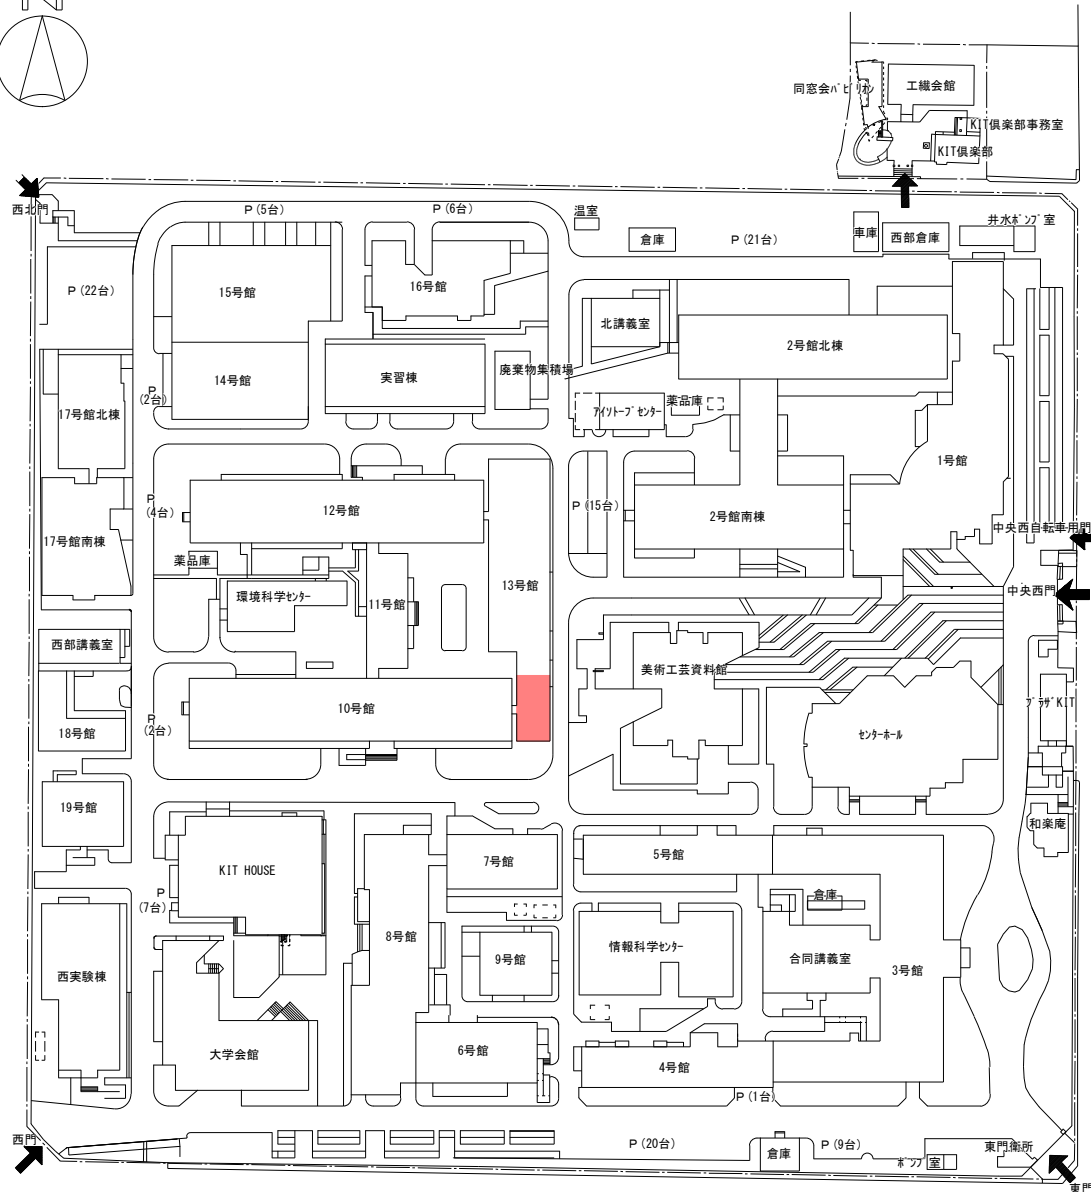 同窓会パビリオン
工繊会館
KIT倶楽部事務室
KIT倶楽部
西北門
P (5台)
P (6台)
温室
倉庫
P (21台)
車庫
西部倉庫
井水ポンプ室
P (22台)
15号館
16号館
北講義室
2号館北棟
14号館
実習棟
廃棄物集積場
P
(2台)
17号館北棟
アイソトープセンター
薬品庫
1号館
P
(4台)
12号館
P (15台)
2号館南棟
中央西自転車用門
17号館南棟
薬品庫
環境科学センター
11号館
13号館
中央西門
西部講義室
美術工芸資料館
プラザKIT
10号館
P
(2台)
18号館
センターホール
19号館
和楽庵
KIT HOUSE
7号館
5号館
P
(7台)
倉庫
8号館
9号館
情報科学センター
合同講義室
3号館
西実験棟
大学会館
6号館
4号館
P (1台)
西門
P (20台)
倉庫
P (9台)
ポンプ室
東門衛所
東門